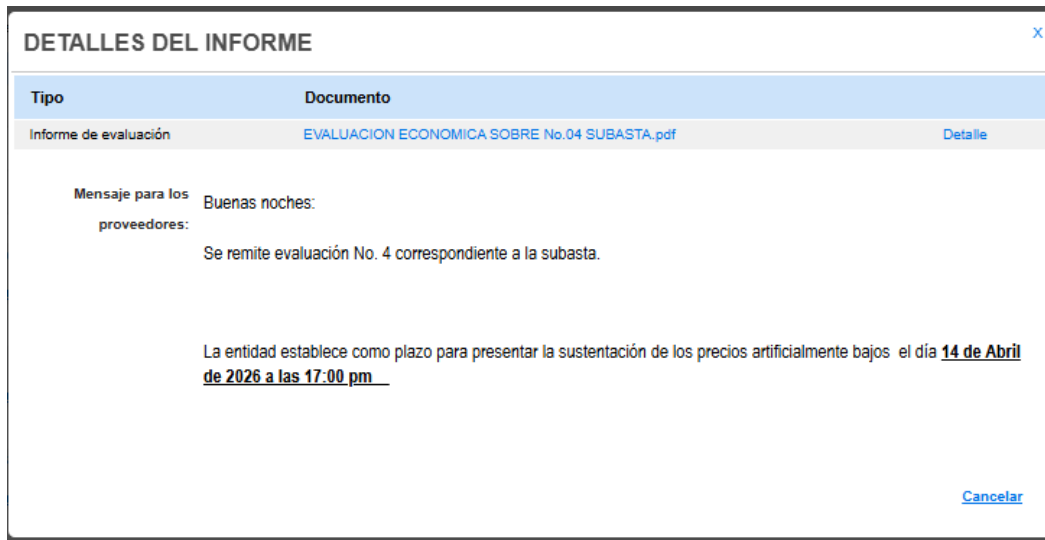 DETALLES DEL INFORME
X
Tipo Documento
Informe de evaluación EVALUACION ECONOMICA SOBRE No.04 SUBASTA.pdf Detalle
Mensaje para los
proveedores:
Buenas noches:
Se remite evaluación No. 4 correspondiente a la subasta.
La entidad establece como plazo para presentar la sustentación de los precios artificialmente bajos el día 14 de Abril
de 2026 a las 17:00 pm
Cancelar